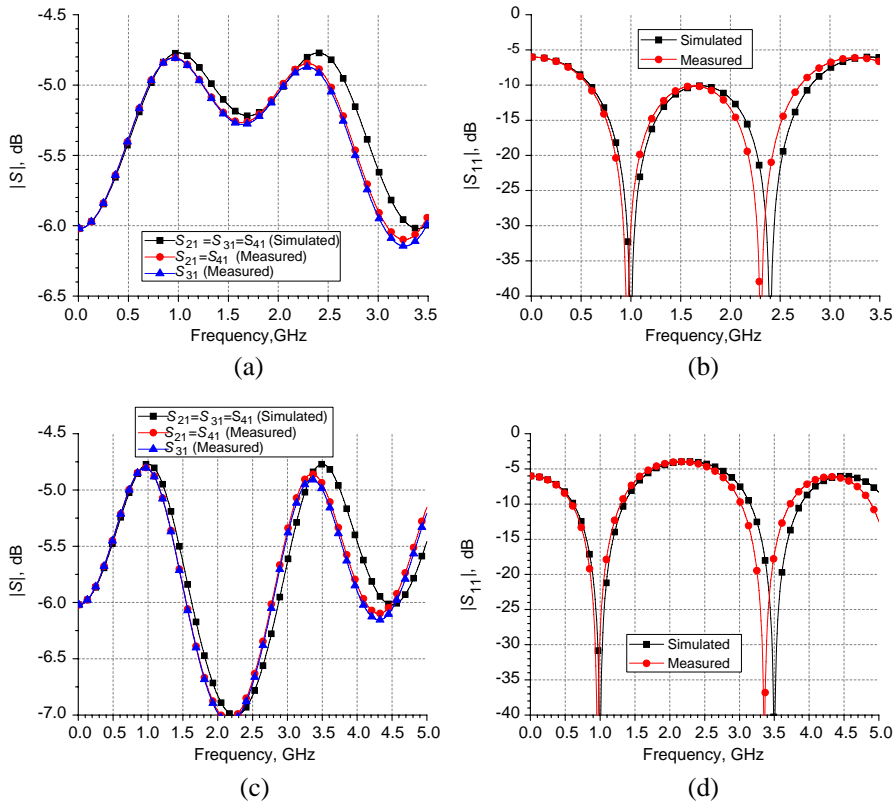 -4.5
-5.0
-5.5
-6.0
-6.5
|S|, dB
S21 =S31=S41 (Simulated)
S21=S41 (Measured)
S31 (Measured)
0.0 0.5 1.0 1.5 2.0 2.5 3.0 3.5
Frequency,GHz
(a)
0
-5
-10
-15
-20
-25
-30
-35
-40
|S11|, dB
Simulated
Measured
0.0 0.5 1.0 1.5 2.0 2.5 3.0 3.5
Frequency,GHz
(b)
S21=S31=S41 (Simulated)
S21=S41 (Measured)
S31 (Measured)
-4.5
-5.0
-5.5
-6.0
-6.5
-7.0
|S|, dB
0.0 0.5 1.0 1.5 2.0 2.5 3.0 3.5 4.0 4.5 5.0
Frequency, GHz
(c)
0
-5
-10
-15
-20
-25
-30
-35
-40
|S11|, dB
Simulated
Measured
0.0 0.5 1.0 1.5 2.0 2.5 3.0 3.5 4.0 4.5 5.0
Frequency, GHz
(d)